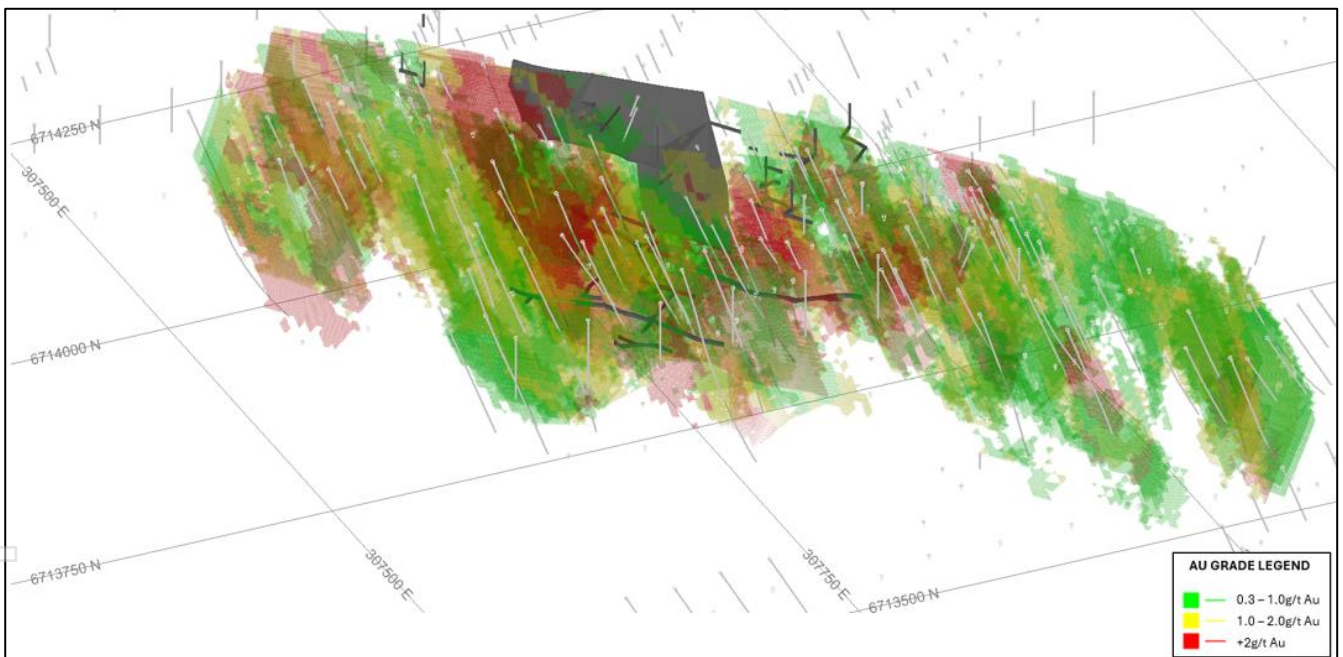 6714250 N
307500 E
6714000 N
6713750 N
307500 E
307750 E
6713500 N
AU GRADE LEGEND
0.3 – 1.0g/t Au
1.0 – 2.0g/t Au
+2g/t Au